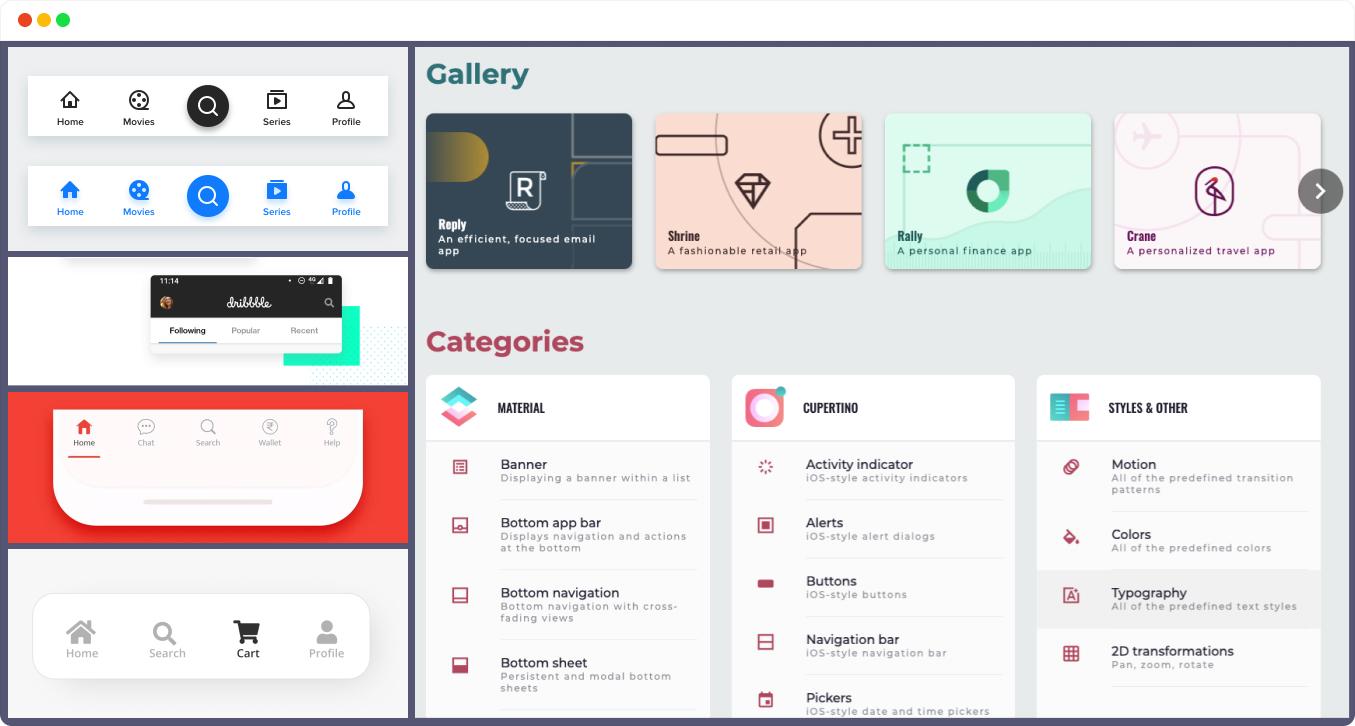 Home
Movies
Series
Profile
Home
Movies
Series
Profile
11:14
4G
dribbble
Following
Popular
Recent
Home
Chat
Search
Wallet
Help
Home
Search
Cart
Profile
Gallery
R
Reply
An efficient, focused email
app
Shrine
A fashionable retail app
Rally
A personal finance app
Crane
A personalized travel app
Categories
MATERIAL
Banner
Displaying a banner within a list
Bottom app bar
Displays navigation and actions
at the bottom
Bottom navigation
Bottom navigation with cross-
fading views
Bottom sheet
Persistent and modal bottom
sheets
CUPERTINO
Activity indicator
iOS-style activity indicators
Alerts
iOS-style alert dialogs
Buttons
iOS-style buttons
Navigation bar
iOS-style navigation bar
Pickers
iOS-style date and time pickers
STYLES & OTHER
Motion
All of the predefined transition
patterns
Colors
All of the predefined colors
Typography
All of the predefined text styles
2D transformations
Pan, zoom, rotate